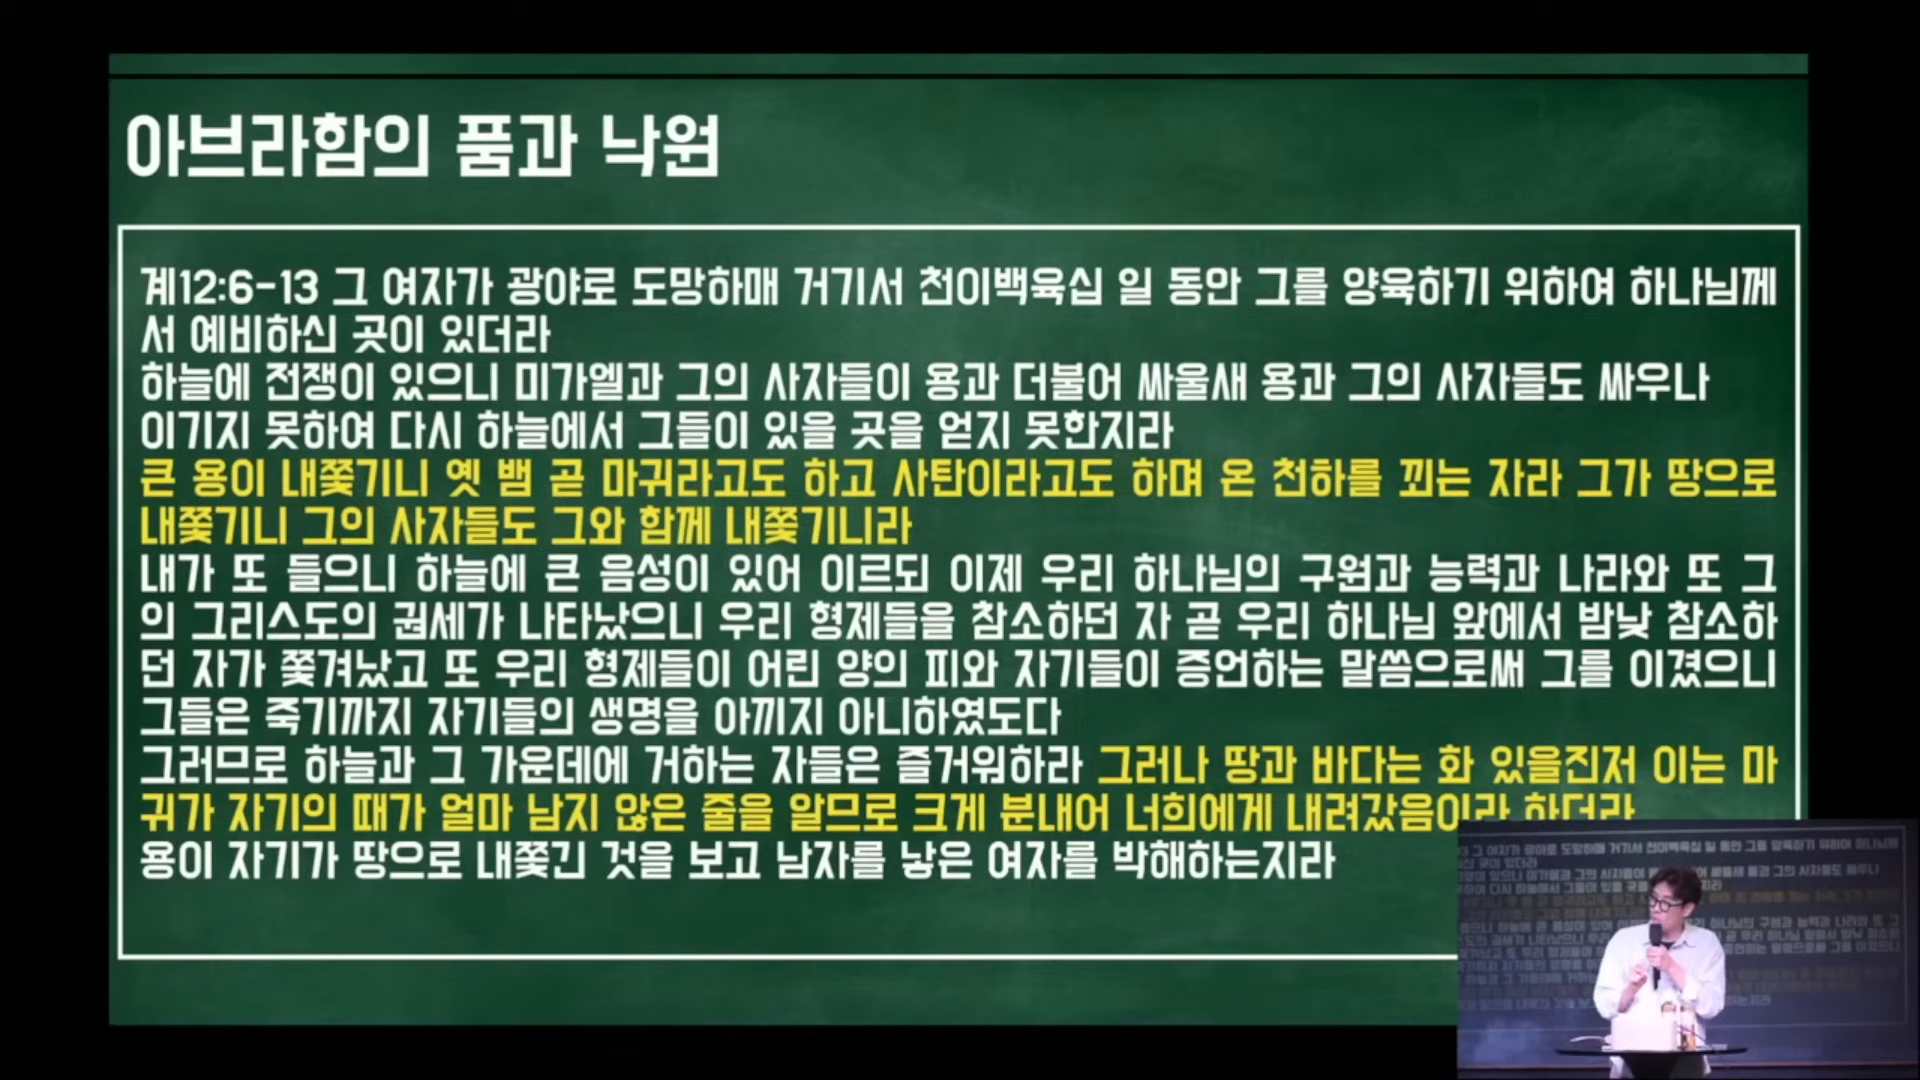 아브라함의 품과 낙원
계12:6-13 그 여자가 광야로 도망하매 거기서 천이백육십 일 동안 그를 양육하기 위하여 하나님께
서 예비하신 곳이 있더라
하늘에 전쟁이 있으니 미가엘과 그의 사자들이 용과 더불어 싸울새 용과 그의 사자들도 싸우나
이기지 못하여 다시 하늘에서 그들이 있을 곳을 얻지 못한지라
큰 용이 내쫓기니 옛 뱀 곧 마귀라고도 하고 사탄이라고도 하며 온 천하를 꾀는 자라 그가 땅으로
내쫓기니 그의 사자들도 그와 함께 내쫓기니라
내가 또 들으니 하늘에 큰 음성이 있어 이르되 이제 우리 하나님의 구원과 능력과 나라와 또 그
의 그리스도의 권세가 나타났으니 우리 형제들을 참소하던 자 곧 우리 하나님 앞에서 밤낮 참소하
던 자가 쫓겨났고 또 우리 형제들이 어린 양의 피와 자기들이 증언하는 말씀으로써 그를 이겼으니
그들은 죽기까지 자기들의 생명을 아끼지 아니하였도다
그러므로 하늘과 그 가운데에 거하는 자들은 즐거워하라 그러나 땅과 바다는 화 있을진저 이는 마
귀가 자기의 때가 얼마 남지 않은 줄을 알므로 크게 분내어 너희에게 내려갔음이라 하더라
용이 자기가 땅으로 내쫓긴 것을 보고 남자를 낳은 여자를 박해하는지라